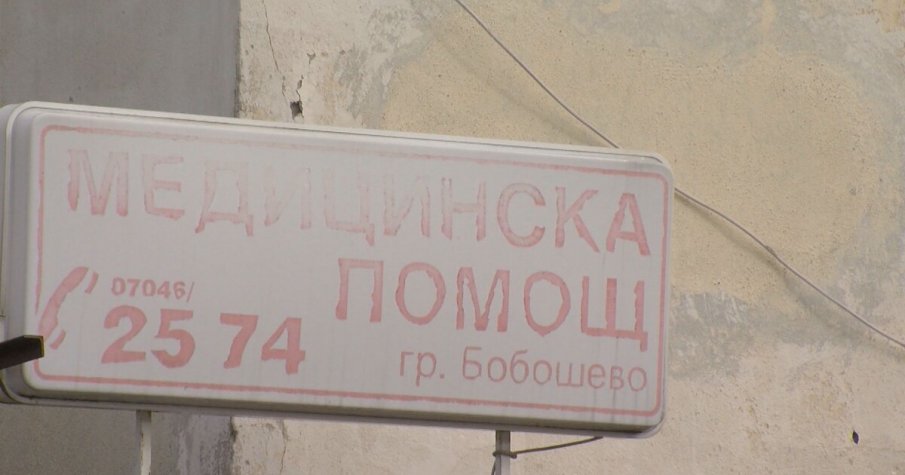 МЕДИЦИНСКА
ПОМОЩ
07046/
25 74
гр. Бобошево